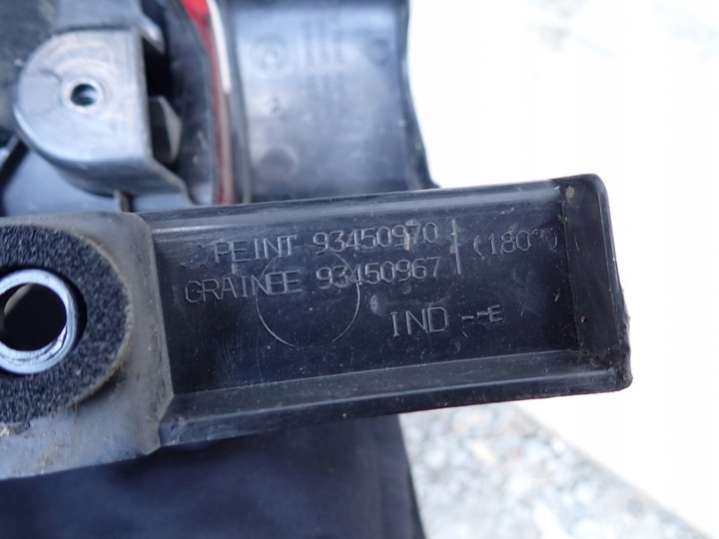 PEINT 93450970
GRAINEE 93450967 (180°)
IND --E